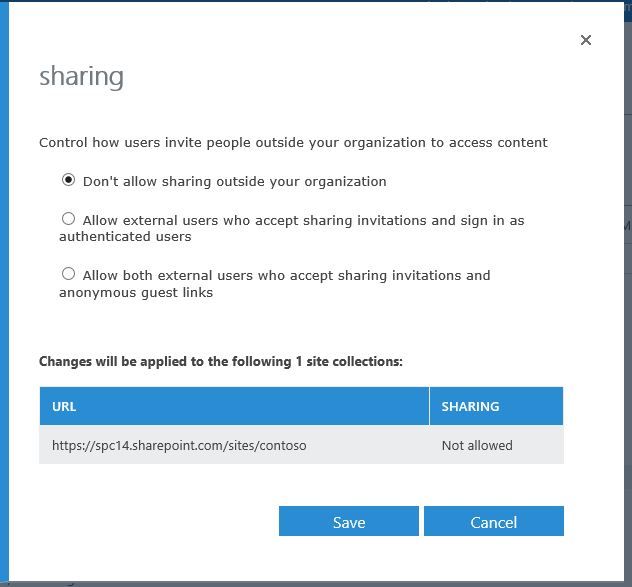 sharing
Control how users invite people outside your organization to access content
Don't allow sharing outside your organization
Allow external users who accept sharing invitations and sign in as
authenticated users
Allow both external users who accept sharing invitations and
anonymous guest links
Changes will be applied to the following 1 site collections:
URL SHARING
https://spc14.sharepoint.com/sites/contoso Not allowed
Save Cancel